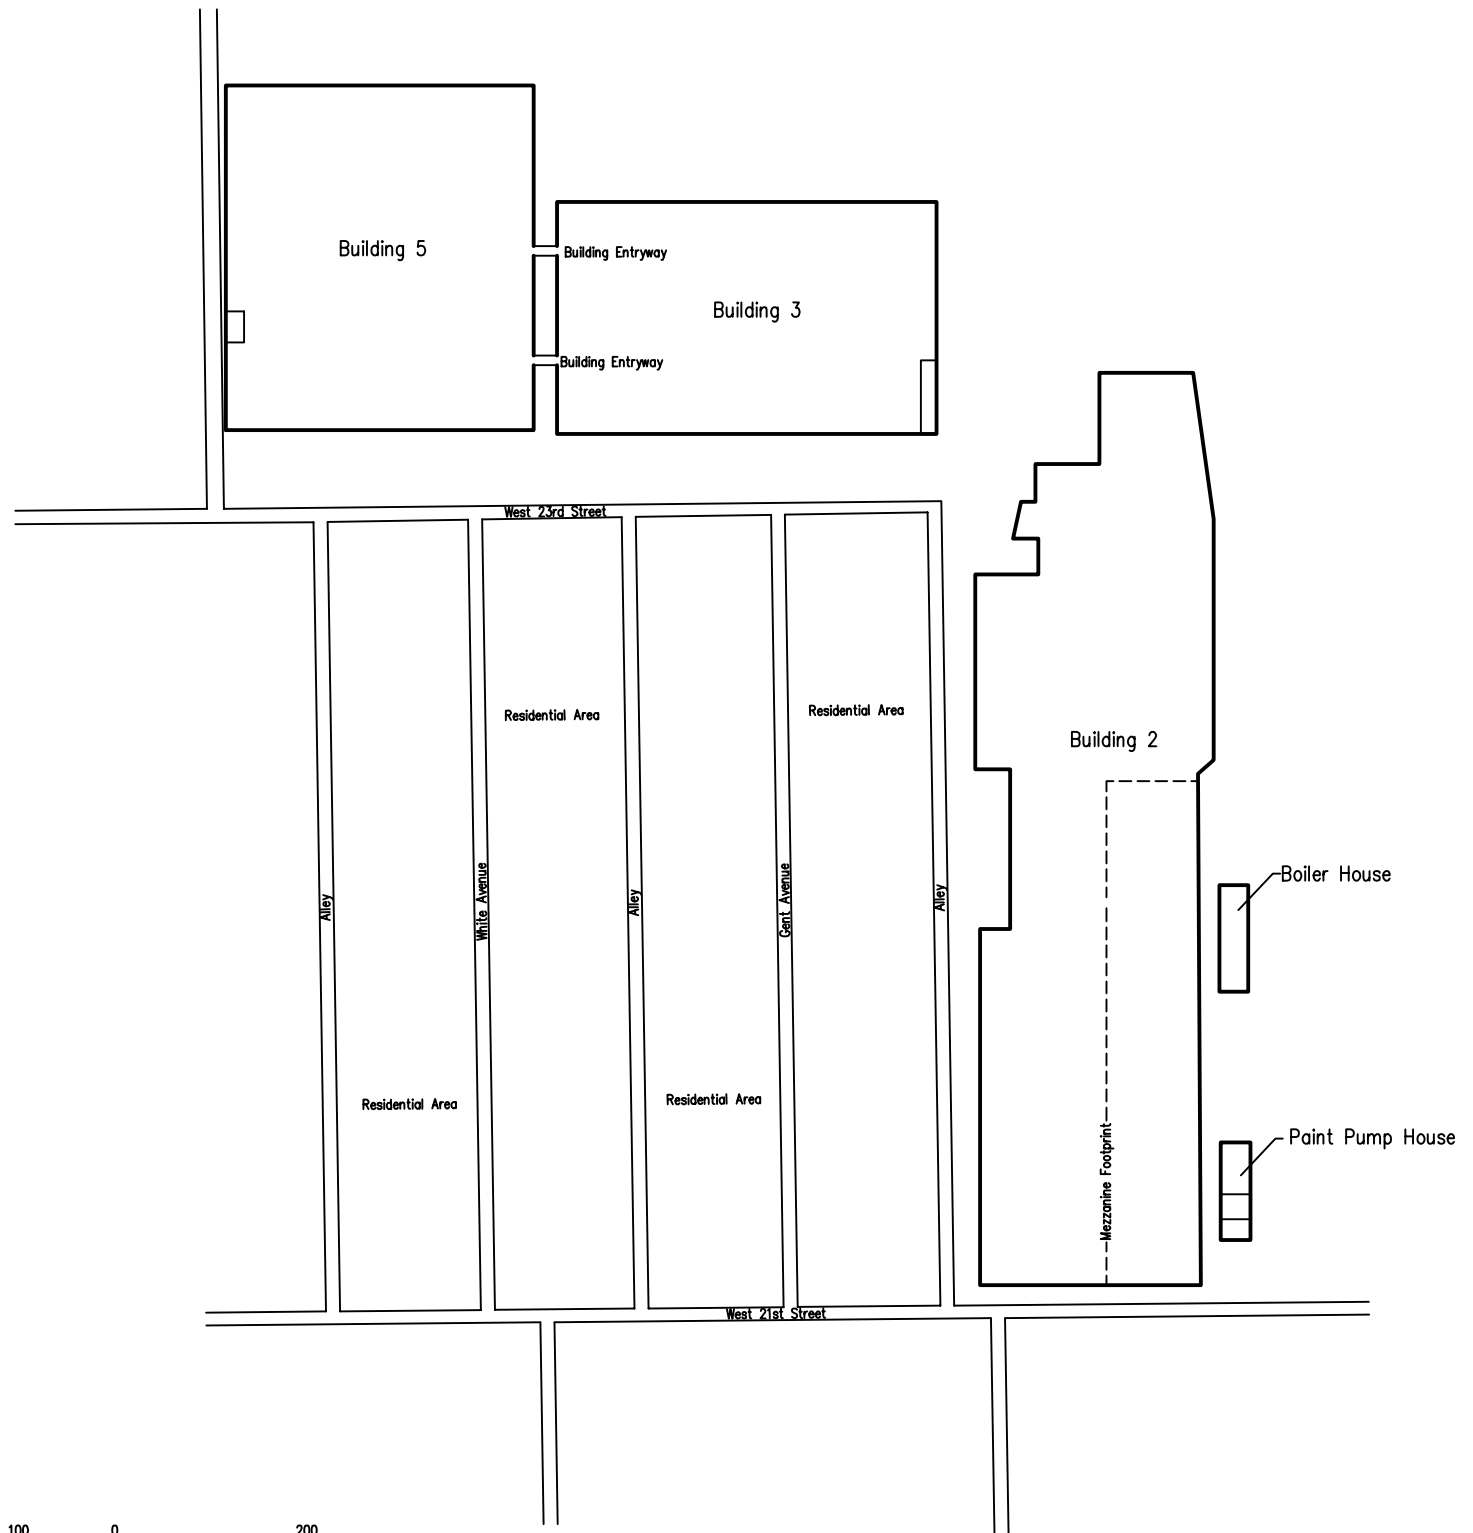 Building 5
Building Entryway
Building 3
Building Entryway
West 23rd Street
Residential Area
Residential Area
Building 2
Alley
White Avenue
Alley
Gent Avenue
Alley
Boiler House
Residential Area
Residential Area
Mezzanine Footprint
Paint Pump House
West 21st Street
100 0 200